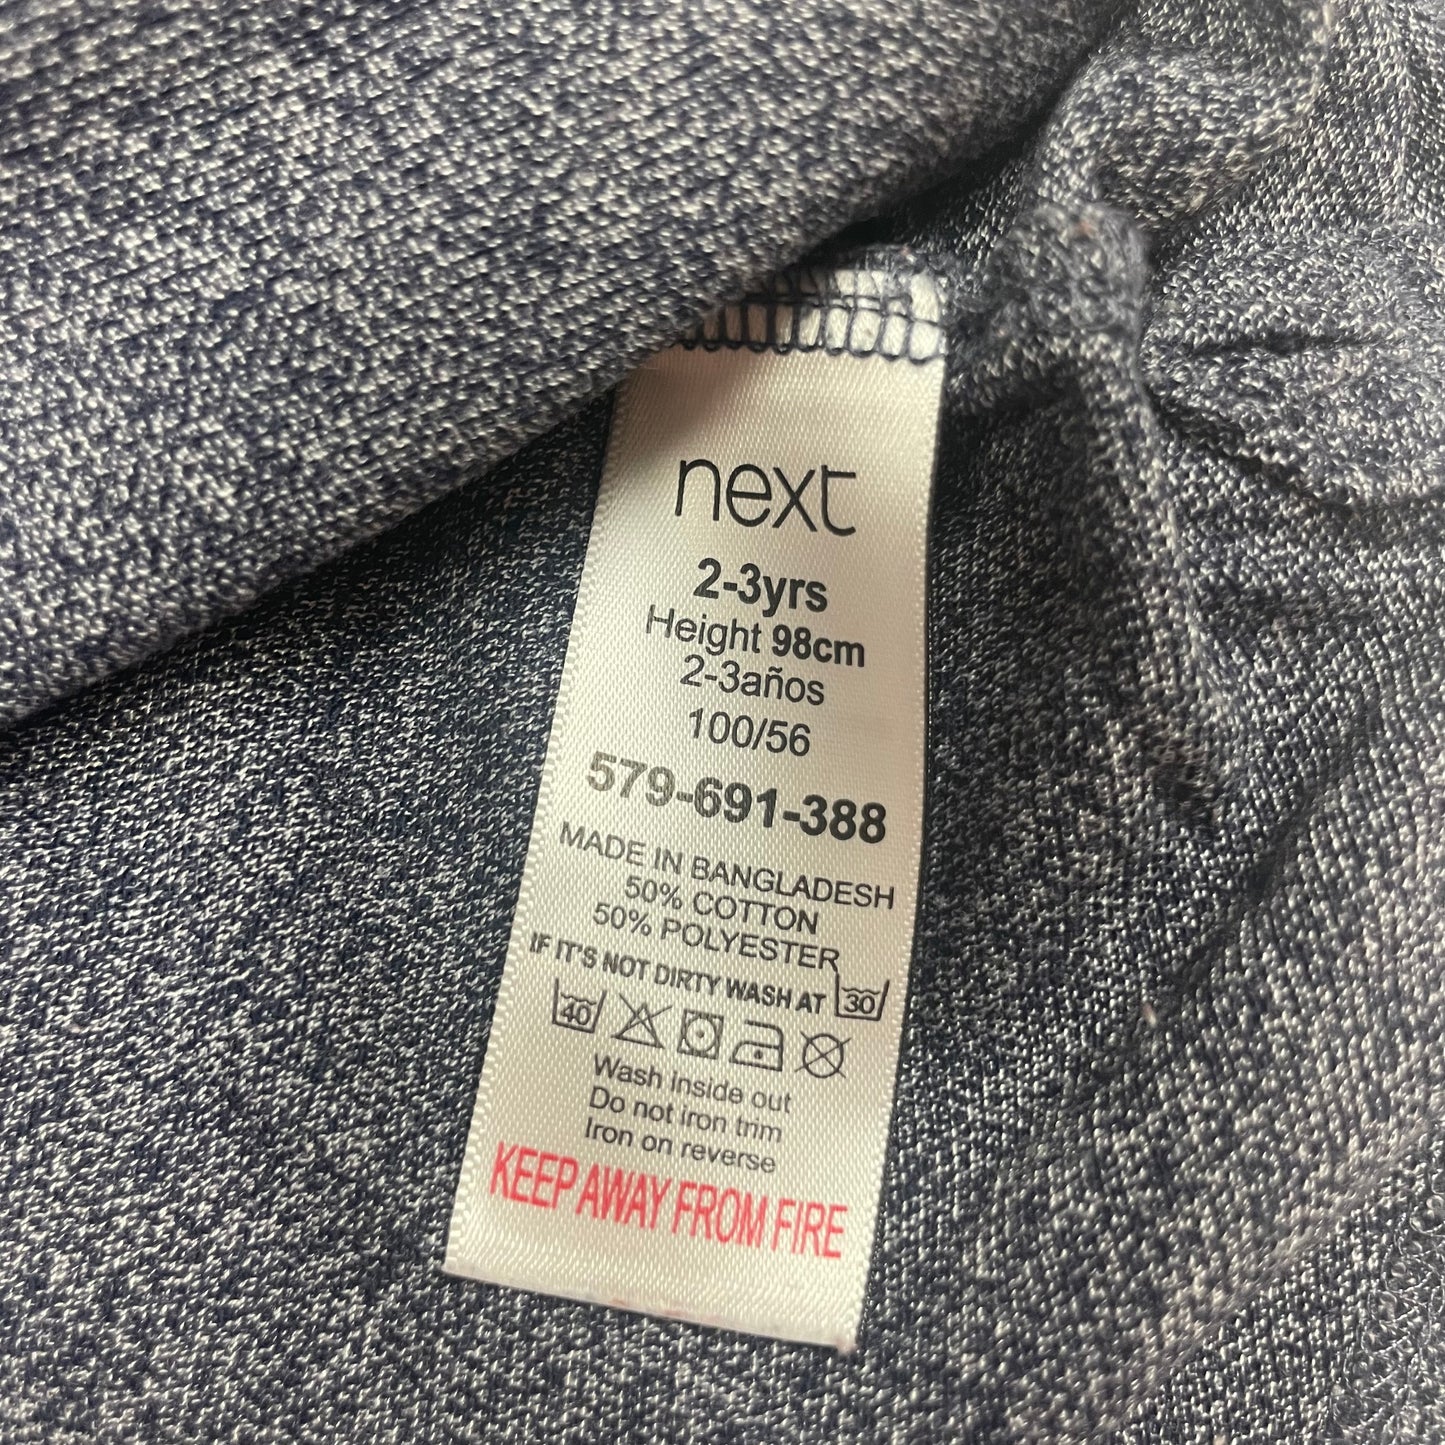 next
2-3yrs
Height 98cm
2-3años
100/56
579-691-388
MADE IN BANGLADESH
50% COTTON
50% POLYESTER
IF IT'S NOT DIRTY WASH AT 30
40
Wash inside out
Do not iron trim
Iron on reverse
KEEP AWAY FROM FIRE